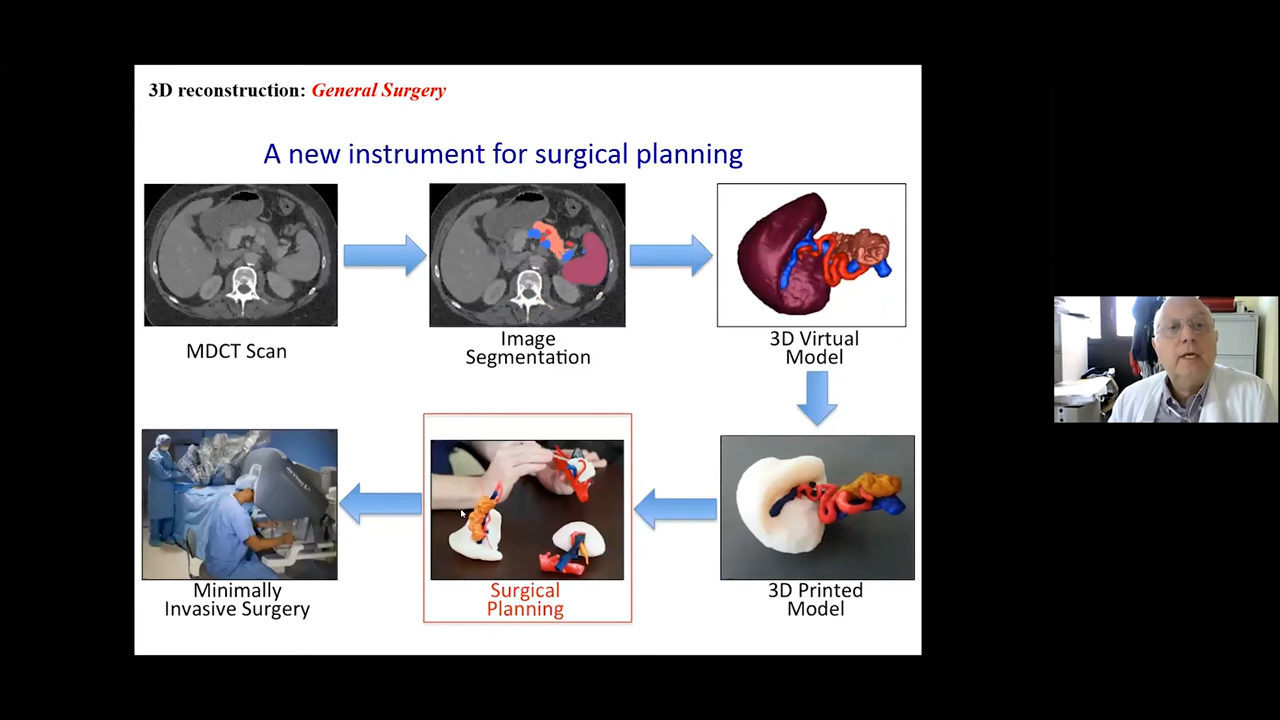 3D reconstruction: General Surgery
A new instrument for surgical planning
MDCT Scan
Image
Segmentation
3D Virtual
Model
Minimally
Invasive Surgery
Surgical
Planning
3D Printed
Model